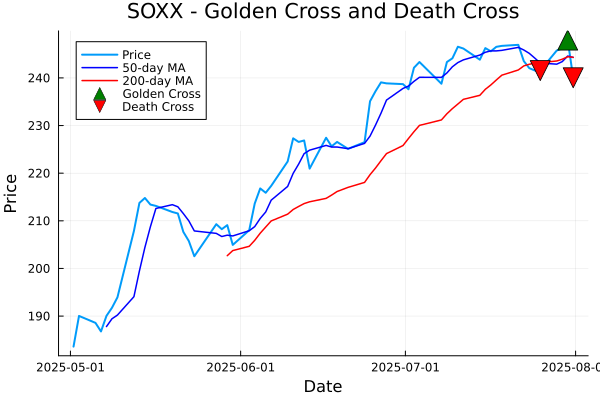 SOXX - Golden Cross and Death Cross
Price
50-day MA
200-day MA
Golden Cross
Death Cross
240
230
220
210
200
190
Price
2025-05-01
2025-06-01
2025-07-01
2025-08-0
Date